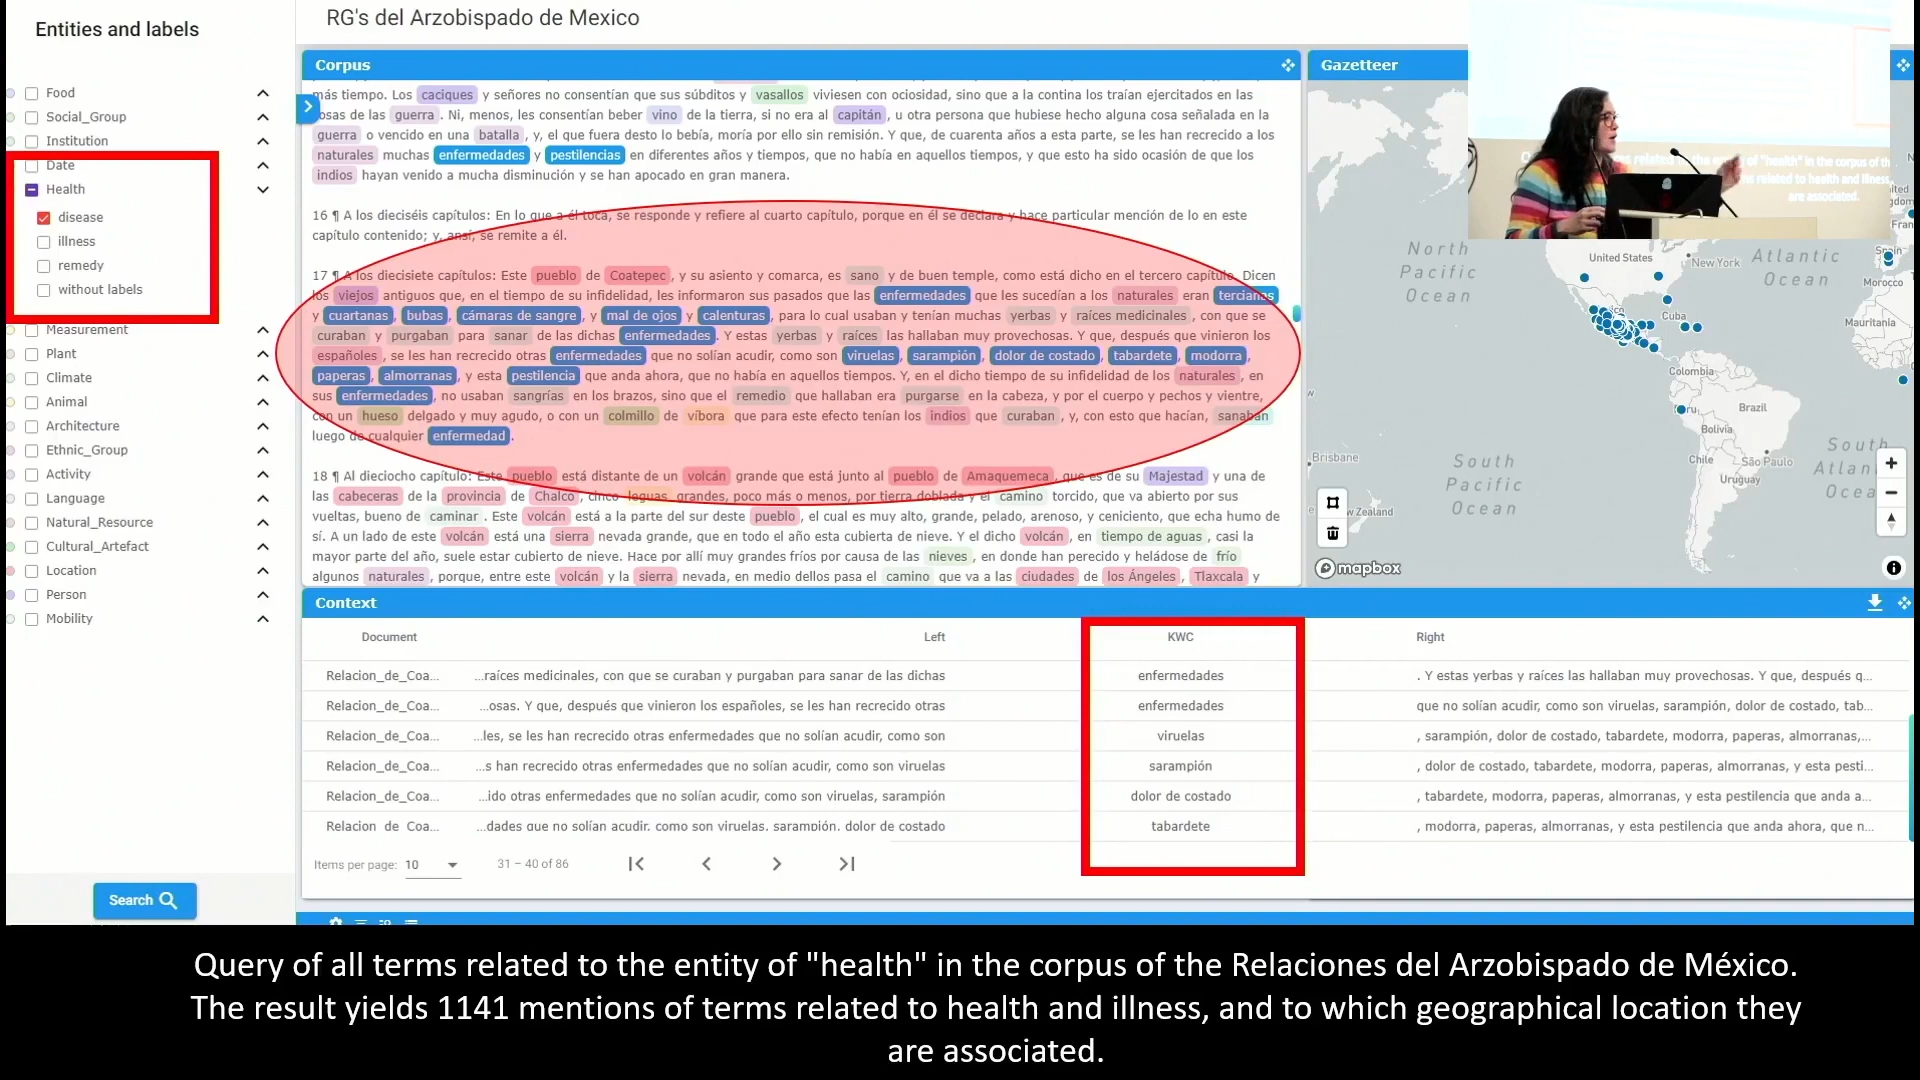 Entities and labels
Food
Social_Group
Institution
Date
Health
disease
illness
remedy
without labels
Measurement
Plant
Climate
Animal
Architecture
Ethnic_Group
Activity
Language
Natural_Resource
Cultural_Artefact
Location
Person
Mobility
Search
RG's del Arzobispado de Mexico
Corpus
más tiempo. Los caciques y señores no consentían que sus súbditos y vasallos viviesen con ociosidad, sino que a la contina los traían ejercitados en las
osas de las guerra . Ni, menos, les consentían beber vino de la tierra, si no era al capitán , u otra persona que hubiese hecho alguna cosa señalada en la
guerra o vencido en una batalla , y, el que fuera desto lo bebía, moría por ello sin remisión. Y que, de cuarenta años a esta parte, se les han recrecido a los
naturales muchas enfermedades y pestilencias en diferentes años y tiempos, que no había en aquellos tiempos, y que esto ha sido ocasión de que los
indios hayan venido a mucha disminución y se han apocado en gran manera.
16 ¶ A los dieciséis capítulos: En lo que a él toca, se responde y refiere al cuarto capítulo, porque en él se declara y hace particular mención de lo en este
capítulo contenido; y, ansí, se remite a él.
17 ¶ A los diecisiete capítulos: Este pueblo de Coatepec , y su asiento y comarca, es sano y de buen temple, como está dicho en el tercero capítulo. Dicen
los viejos antiguos que, en el tiempo de su infidelidad, les informaron sus pasados que las enfermedades que les sucedían a los naturales eran tercianas
y cuartanas , bubas , cámaras de sangre , y mal de ojos y calenturas , para lo cual usaban y tenían muchas yerbas y raíces medicinales , con que se
curaban y purgaban para sanar de las dichas enfermedades . Y estas yerbas y raíces las hallaban muy provechosas. Y que, después que vinieron los
españoles , se les han recrecido otras enfermedades que no solían acudir, como son viruelas , sarampión , dolor de costado , tabardete , modorra ,
paperas , almorranas , y esta pestilencia que anda ahora, que no había en aquellos tiempos. Y, en el dicho tiempo de su infidelidad de los naturales , en
sus enfermedades , no usaban sangrías en los brazos, sino que el remedio que hallaban era purgarse en la cabeza, y por el cuerpo y pechos y vientre,
con un hueso delgado y muy agudo, o con un colmillo de víbora que para este efecto tenían los indios que curaban , y, con esto que hacían, sanaban
luego de cualquier enfermedad .
18 ¶ Al dieciocho capítulo: Este pueblo está distante de un volcán grande que está junto al pueblo de Amaquemeca , que es de su Majestad y una de
las cabeceras de la provincia de Chalco , cinco leguas grandes, poco más o menos, por tierra doblada y el camino torcido, que va abierto por sus
vueltas, bueno de caminar . Este volcán está a la parte del sur deste pueblo , el cual es muy alto, grande, pelado, arenoso, y ceniciento, que echa humo de
sí. A un lado de este volcán está una sierra nevada grande, que en todo el año esta cubierta de nieve. Y el dicho volcán , en tiempo de aguas , casi la
mayor parte del año, suele estar cubierto de nieve. Hace por allí muy grandes fríos por causa de las nieves , en donde han perecido y heládose de frío
algunos naturales , porque, entre este volcán y la sierra nevada, en medio dellos pasa el camino que va a las ciudades de los Ángeles , Tlaxcala y
Gazetteer
North
Pacific
Ocean
United States
New York
Atlantic
Ocean
Spain
Morocco
Cuba
Mauritania
Colombia
Brazil
Bolivia
Chile
São Paulo
Uruguay
South
Pacific
Ocean
Brisbane
w Zealand
South
Atlan
Ocea
mapbox
related to the entity of "health" in the corpus of th
ms related to health and illness,
are associated.
Context
Document Left KWC Right
Relacion_de_Coa... ...raíces medicinales, con que se curaban y purgaban para sanar de las dichas enfermedades . Y estas yerbas y raíces las hallaban muy provechosas. Y que, después q...
Relacion_de_Coa... ...osas. Y que, después que vinieron los españoles, se les han recrecido otras enfermedades que no solían acudir, como son viruelas, sarampión, dolor de costado, tab...
Relacion_de_Coa... ...les, se les han recrecido otras enfermedades que no solían acudir, como son viruelas , sarampión, dolor de costado, tabardete, modorra, paperas, almorranas,...
Relacion_de_Coa... ...s han recrecido otras enfermedades que no solían acudir, como son viruelas sarampión , dolor de costado, tabardete, modorra, paperas, almorranas, y esta pesti...
Relacion_de_Coa... ...ido otras enfermedades que no solían acudir, como son viruelas, sarampión dolor de costado , tabardete, modorra, paperas, almorranas, y esta pestilencia que anda a...
Relacion_de_Coa... ...dades que no solían acudir, como son viruelas, sarampión, dolor de costado tabardete , modorra, paperas, almorranas, y esta pestilencia que anda ahora, que n...
Items per page: 10 31 – 40 of 86
Query of all terms related to the entity of "health" in the corpus of the Relaciones del Arzobispado de México.
The result yields 1141 mentions of terms related to health and illness, and to which geographical location they
are associated.